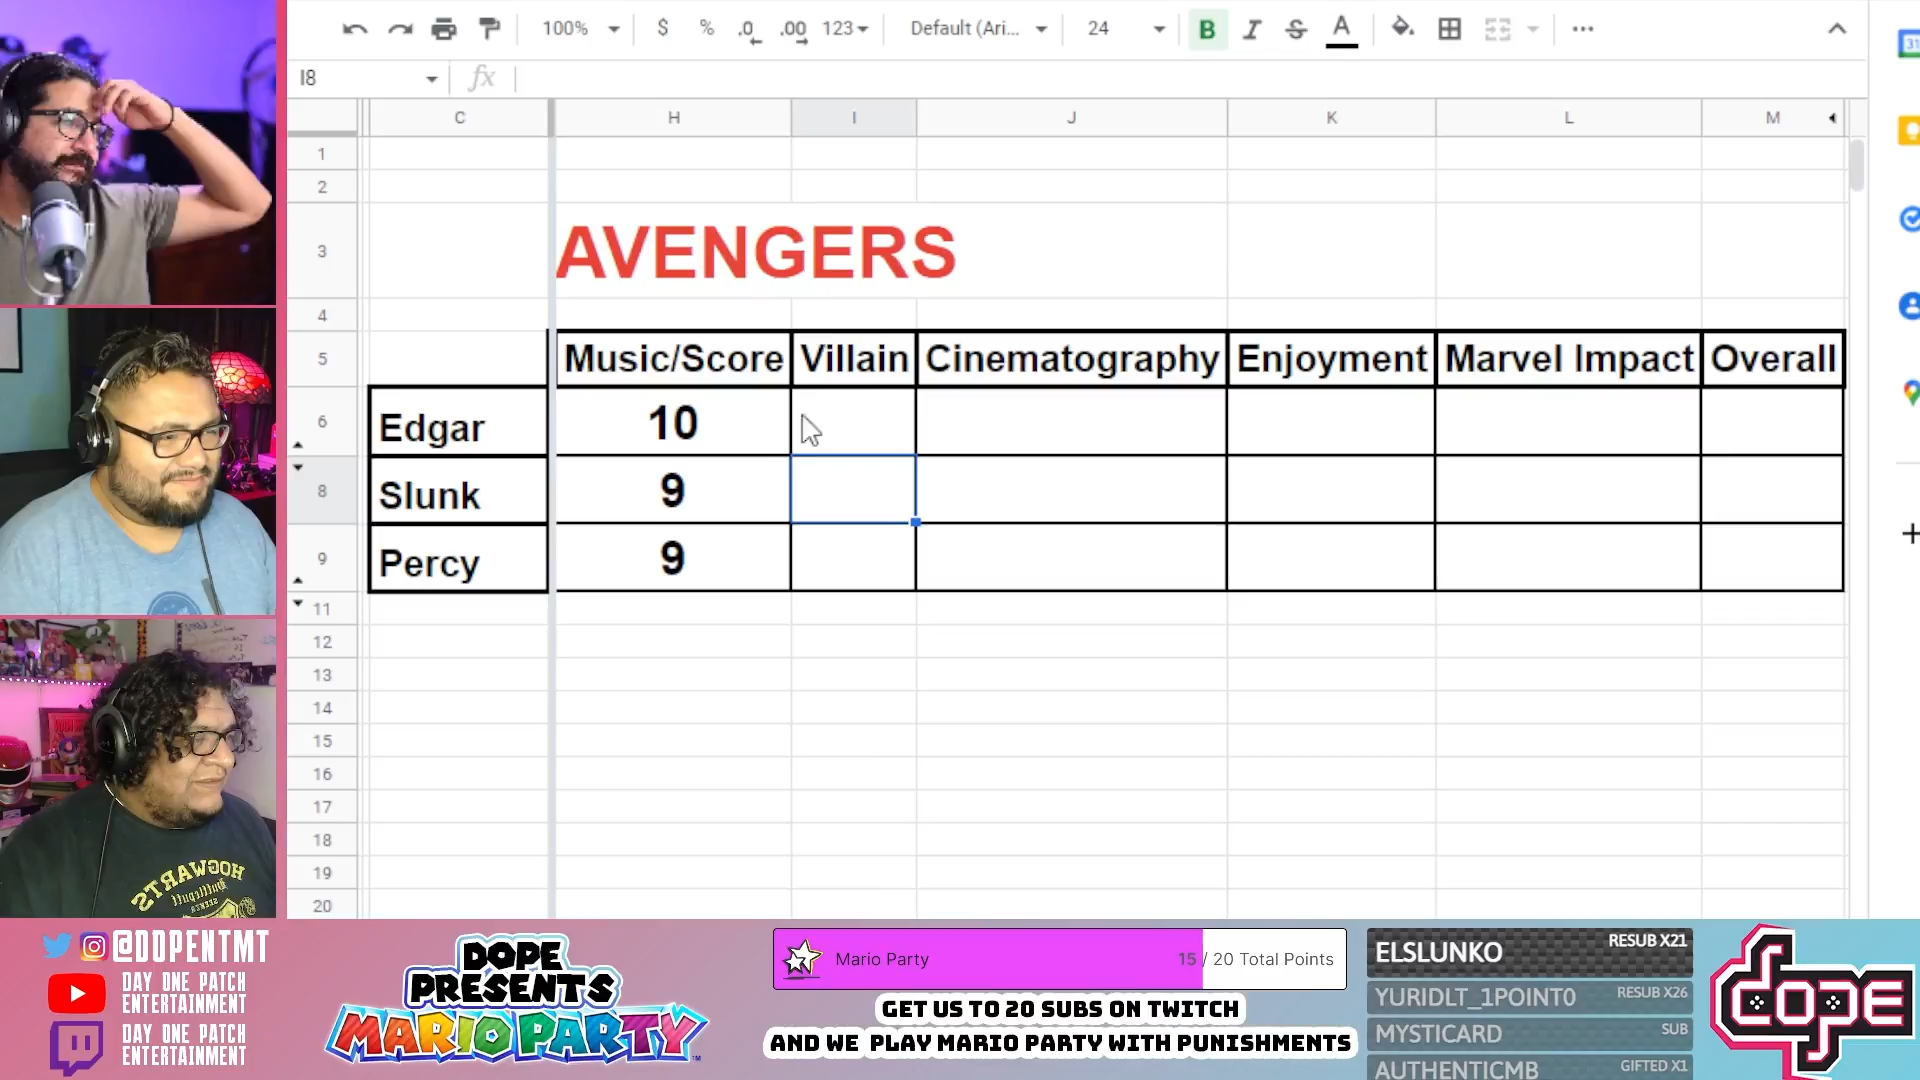 100%
$
%
.0
.00
123
Default (Ari...
24
B
I
S
A
...
31
I8
fx
C
H
I
J
K
L
M
1
2
3
AVENGERS
4
5
Music/Score
Villain
Cinematography
Enjoyment
Marvel Impact
Overall
6
Edgar
10
8
Slunk
9
9
Percy
9
11
12
13
14
15
16
17
18
19
20
HOGWARTS
@DOPENTMT
DAY ONE PATCH
ENTERTAINMENT
DAY ONE PATCH
ENTERTAINMENT
DOPE
PRESENTS
MARIO PARTY
Mario Party
15 / 20 Total Points
GET US TO 20 SUBS ON TWITCH
AND WE PLAY MARIO PARTY WITH PUNISHMENTS
ELSLUNKO RESUB X21
YURIDLT_1POINT0 RESUB X26
MYSTICARD SUB
AUTHENTICMB GIFTED X1
dope